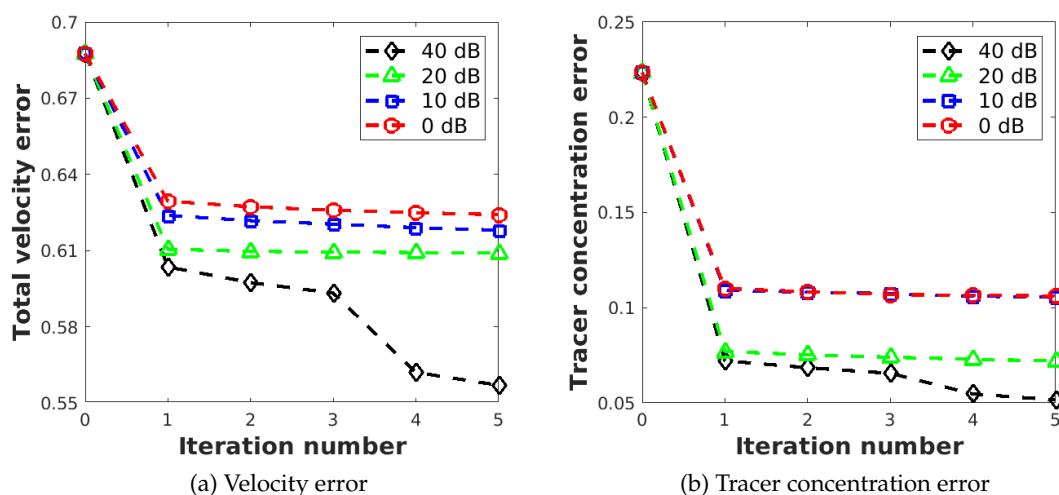 0.7
0.67
0.64
0.61
0.58
0.55
0
1
2
3
4
5
Total velocity error
Iteration number
40 dB
20 dB
10 dB
0 dB
(a) Velocity error
0.25
0.2
0.15
0.1
0.05
0
1
2
3
4
5
Tracer concentration error
Iteration number
40 dB
20 dB
10 dB
0 dB
(b) Tracer concentration error